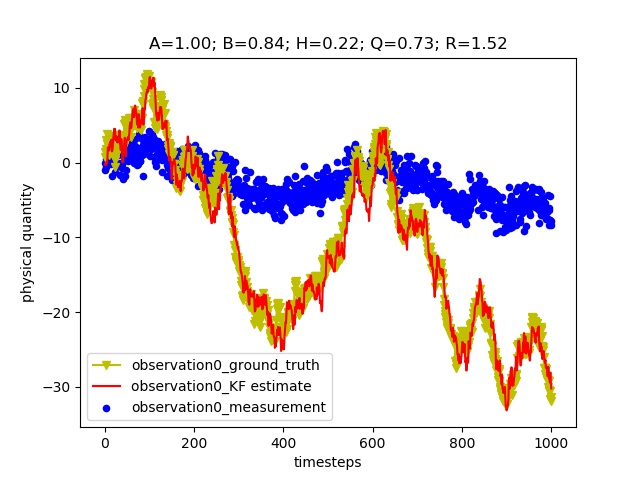 A=1.00; B=0.84; H=0.22; Q=0.73; R=1.52
physical quantity
10
0
−10
−20
−30
observation0_ground_truth
observation0_KF estimate
observation0_measurement
0 200 400 600 800 1000
timesteps